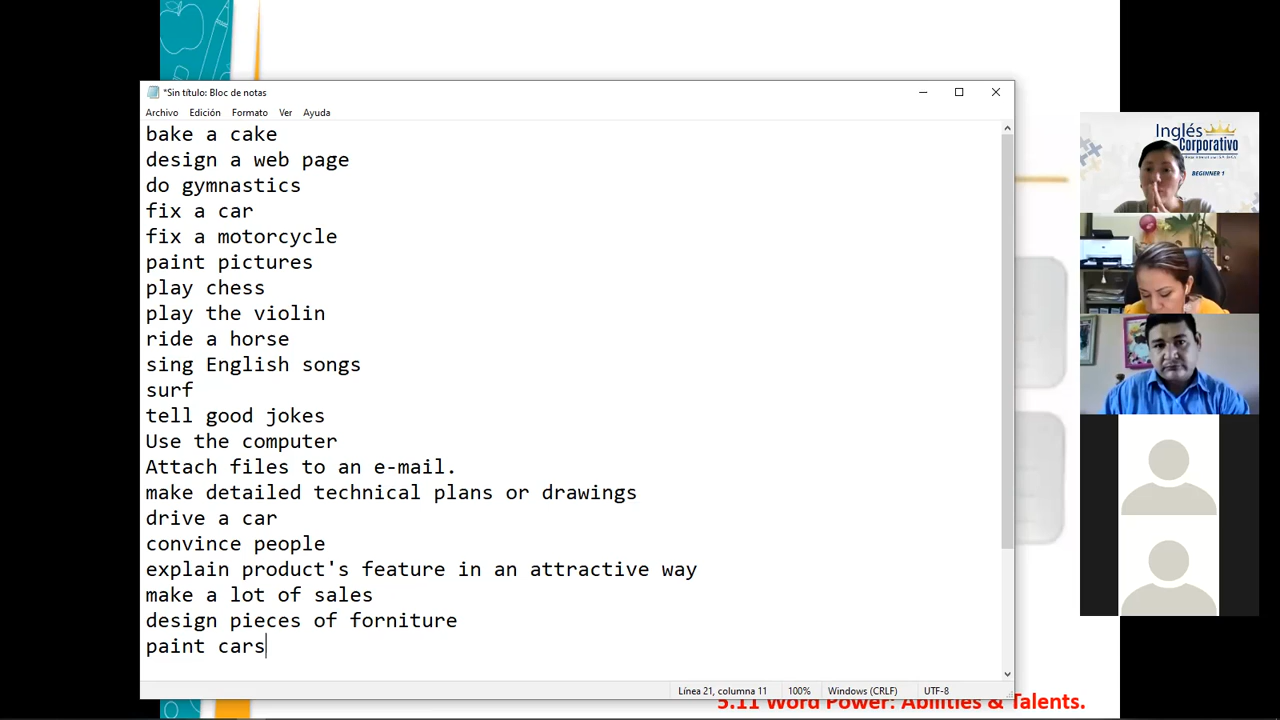 *Sin título: Bloc de notas
Archivo Edición Formato Ver Ayuda
bake a cake
design a web page
do gymnastics
fix a car
fix a motorcycle
paint pictures
play chess
play the violin
ride a horse
sing English songs
surf
tell good jokes
Use the computer
Attach files to an e-mail.
make detailed technical plans or drawings
drive a car
convince people
explain product's feature in an attractive way
make a lot of sales
design pieces of forniture
paint cars
Línea 21, columna 11 100% Windows (CRLF) UTF-8
5.11 Word Power: Abilities & Talents.
Inglés
Corporativo
BEGINNER 1